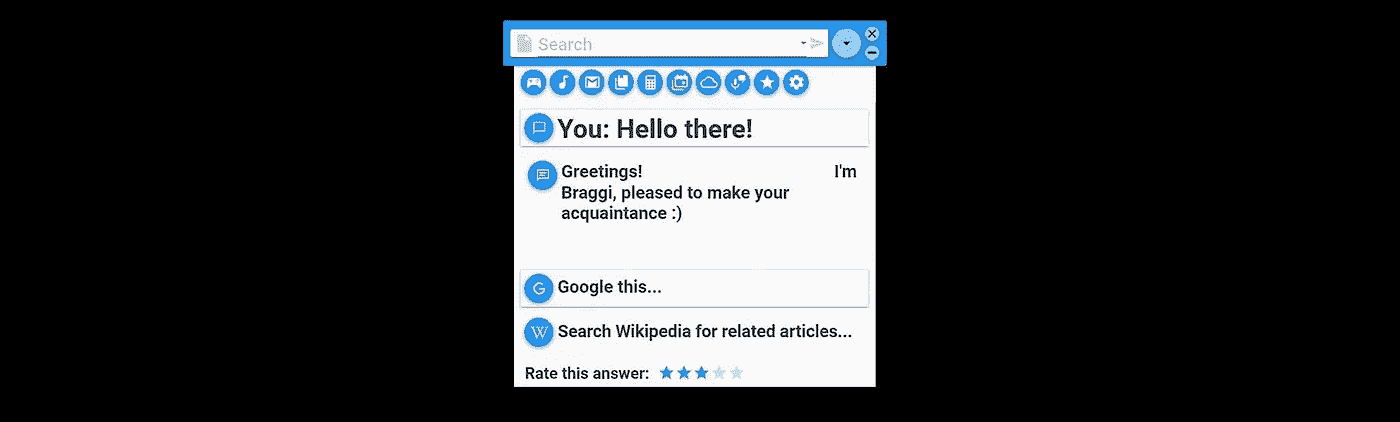 Search
You: Hello there!
Greetings! I'm
Braggi, pleased to make your
acquaintance :)
G Google this...
W Search Wikipedia for related articles...
Rate this answer: